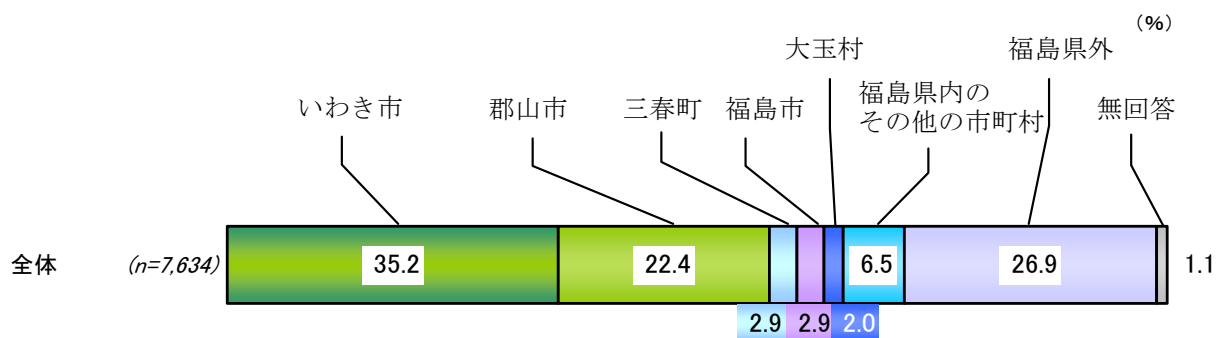 (%)
大玉村
福島県外
いわき市
郡山市
三春町
福島市
福島県内の
その他の市町村
無回答
全体
(n=7,634)
35.2
22.4
6.5
26.9
1.1
2.9
2.9
2.0